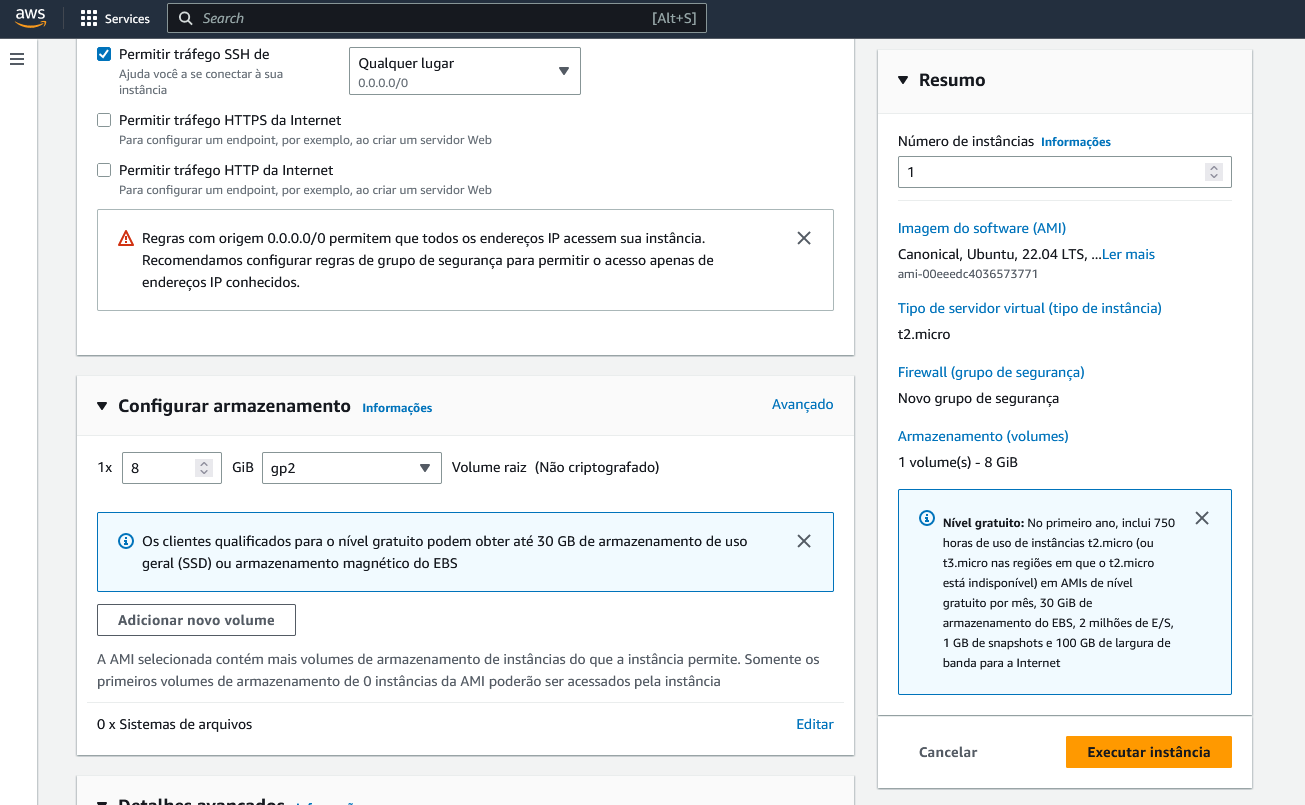 aws
Services
Search
[Alt+S]
Permitir tráfego SSH de
Ajuda você a se conectar à sua
instância
Qualquer lugar
0.0.0.0/0
Permitir tráfego HTTPS da Internet
Para configurar um endpoint, por exemplo, ao criar um servidor Web
Permitir tráfego HTTP da Internet
Para configurar um endpoint, por exemplo, ao criar um servidor Web
Regras com origem 0.0.0.0/0 permitem que todos os endereços IP acessem sua instância.
Recomendamos configurar regras de grupo de segurança para permitir o acesso apenas de
endereços IP conhecidos.
Configurar armazenamento Informações
Avançado
1x 8 GiB gp2 Volume raiz (Não criptografado)
Os clientes qualificados para o nível gratuito podem obter até 30 GB de armazenamento de uso
geral (SSD) ou armazenamento magnético do EBS
Adicionar novo volume
A AMI selecionada contém mais volumes de armazenamento de instâncias do que a instância permite. Somente os
primeiros volumes de armazenamento de 0 instâncias da AMI poderão ser acessados pela instância
0 x Sistemas de arquivos
Editar
Detalhes avançados Informações
Resumo
Número de instâncias Informações
1
Imagem do software (AMI)
Canonical, Ubuntu, 22.04 LTS, ...Ler mais
ami-00eeedc4036573771
Tipo de servidor virtual (tipo de instância)
t2.micro
Firewall (grupo de segurança)
Novo grupo de segurança
Armazenamento (volumes)
1 volume(s) - 8 GiB
Nível gratuito: No primeiro ano, inclui 750
horas de uso de instâncias t2.micro (ou
t3.micro nas regiões em que o t2.micro
está indisponível) em AMIs de nível
gratuito por mês, 30 GiB de
armazenamento do EBS, 2 milhões de E/S,
1 GB de snapshots e 100 GB de largura de
banda para a Internet
Cancelar
Executar instância